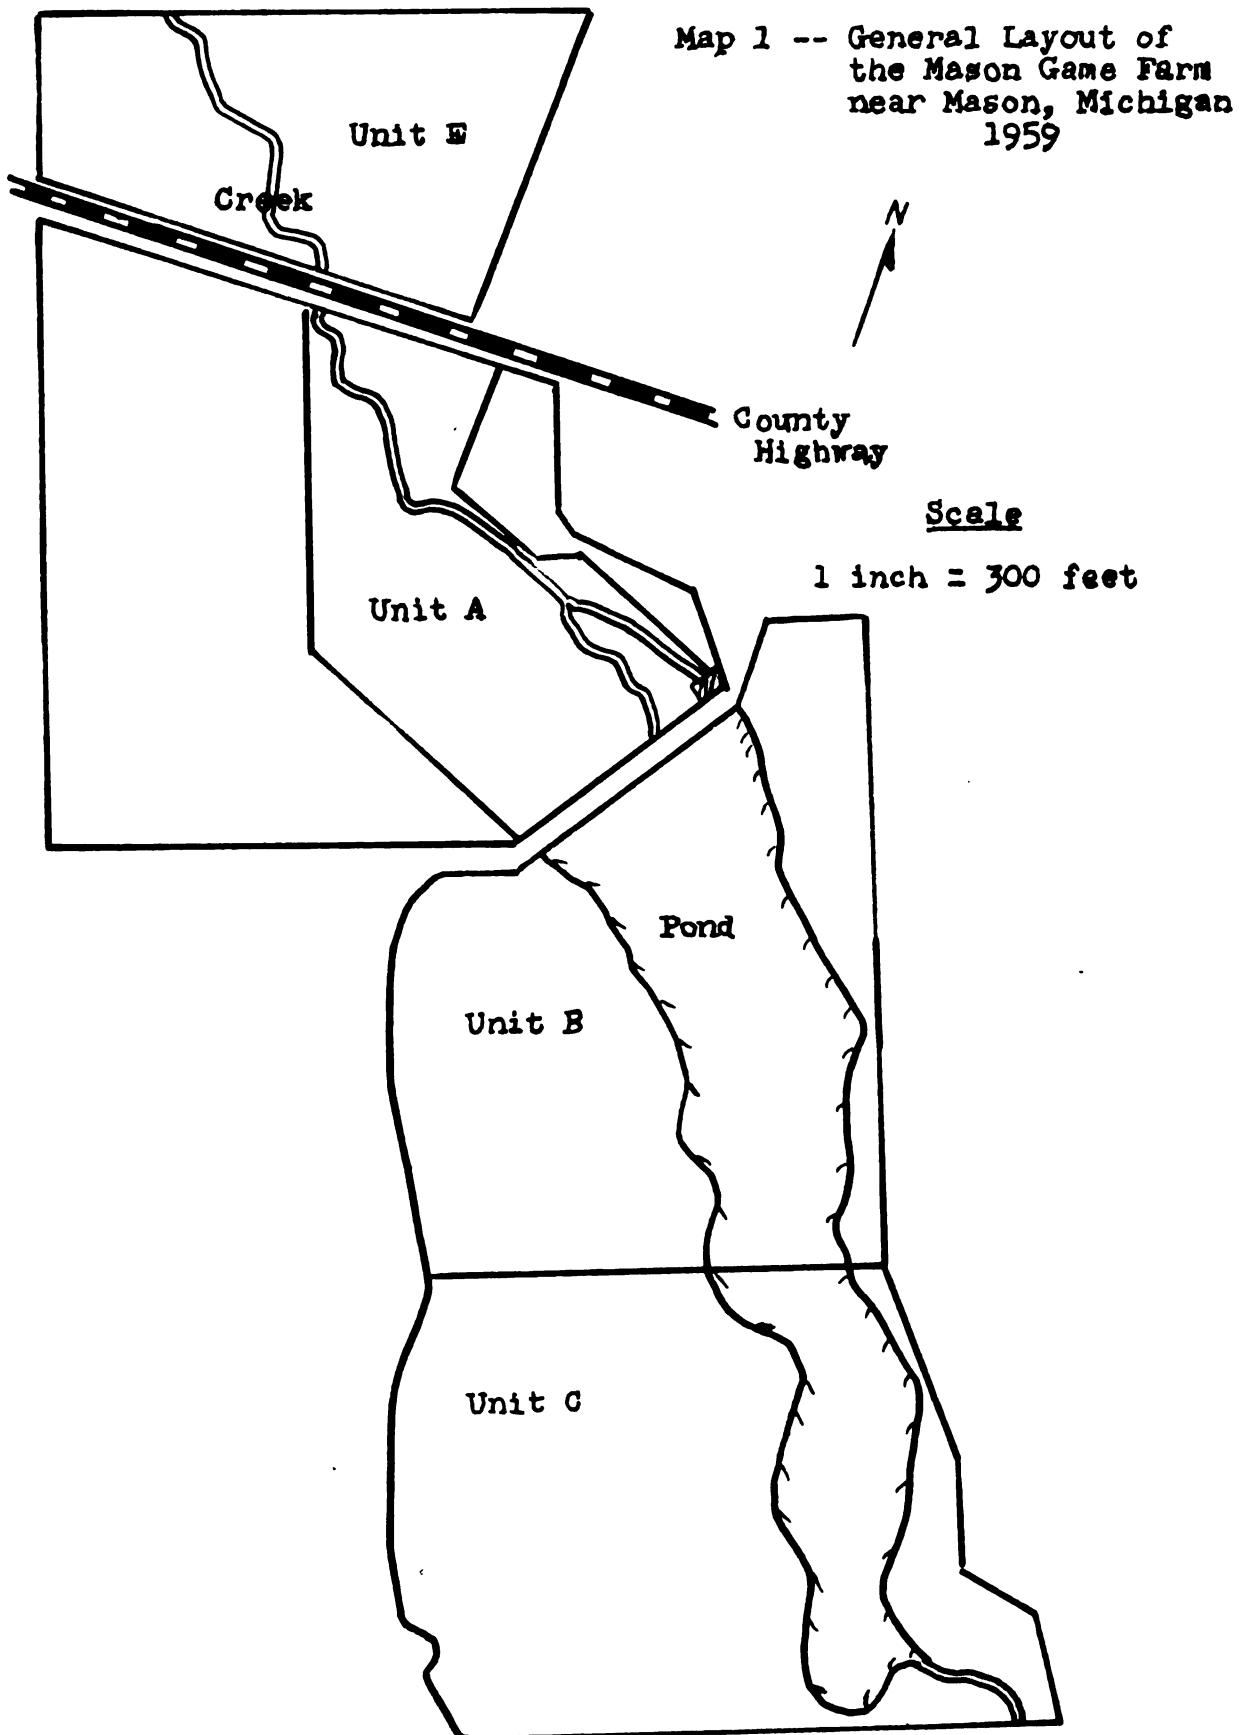 Map 1 -- General Layout of
the Mason Game Farm
near Mason, Michigan
1959
Unit E
Creek
N
County
Highway
Scale
1 inch = 300 feet
Unit A
Pond
Unit B
Unit C